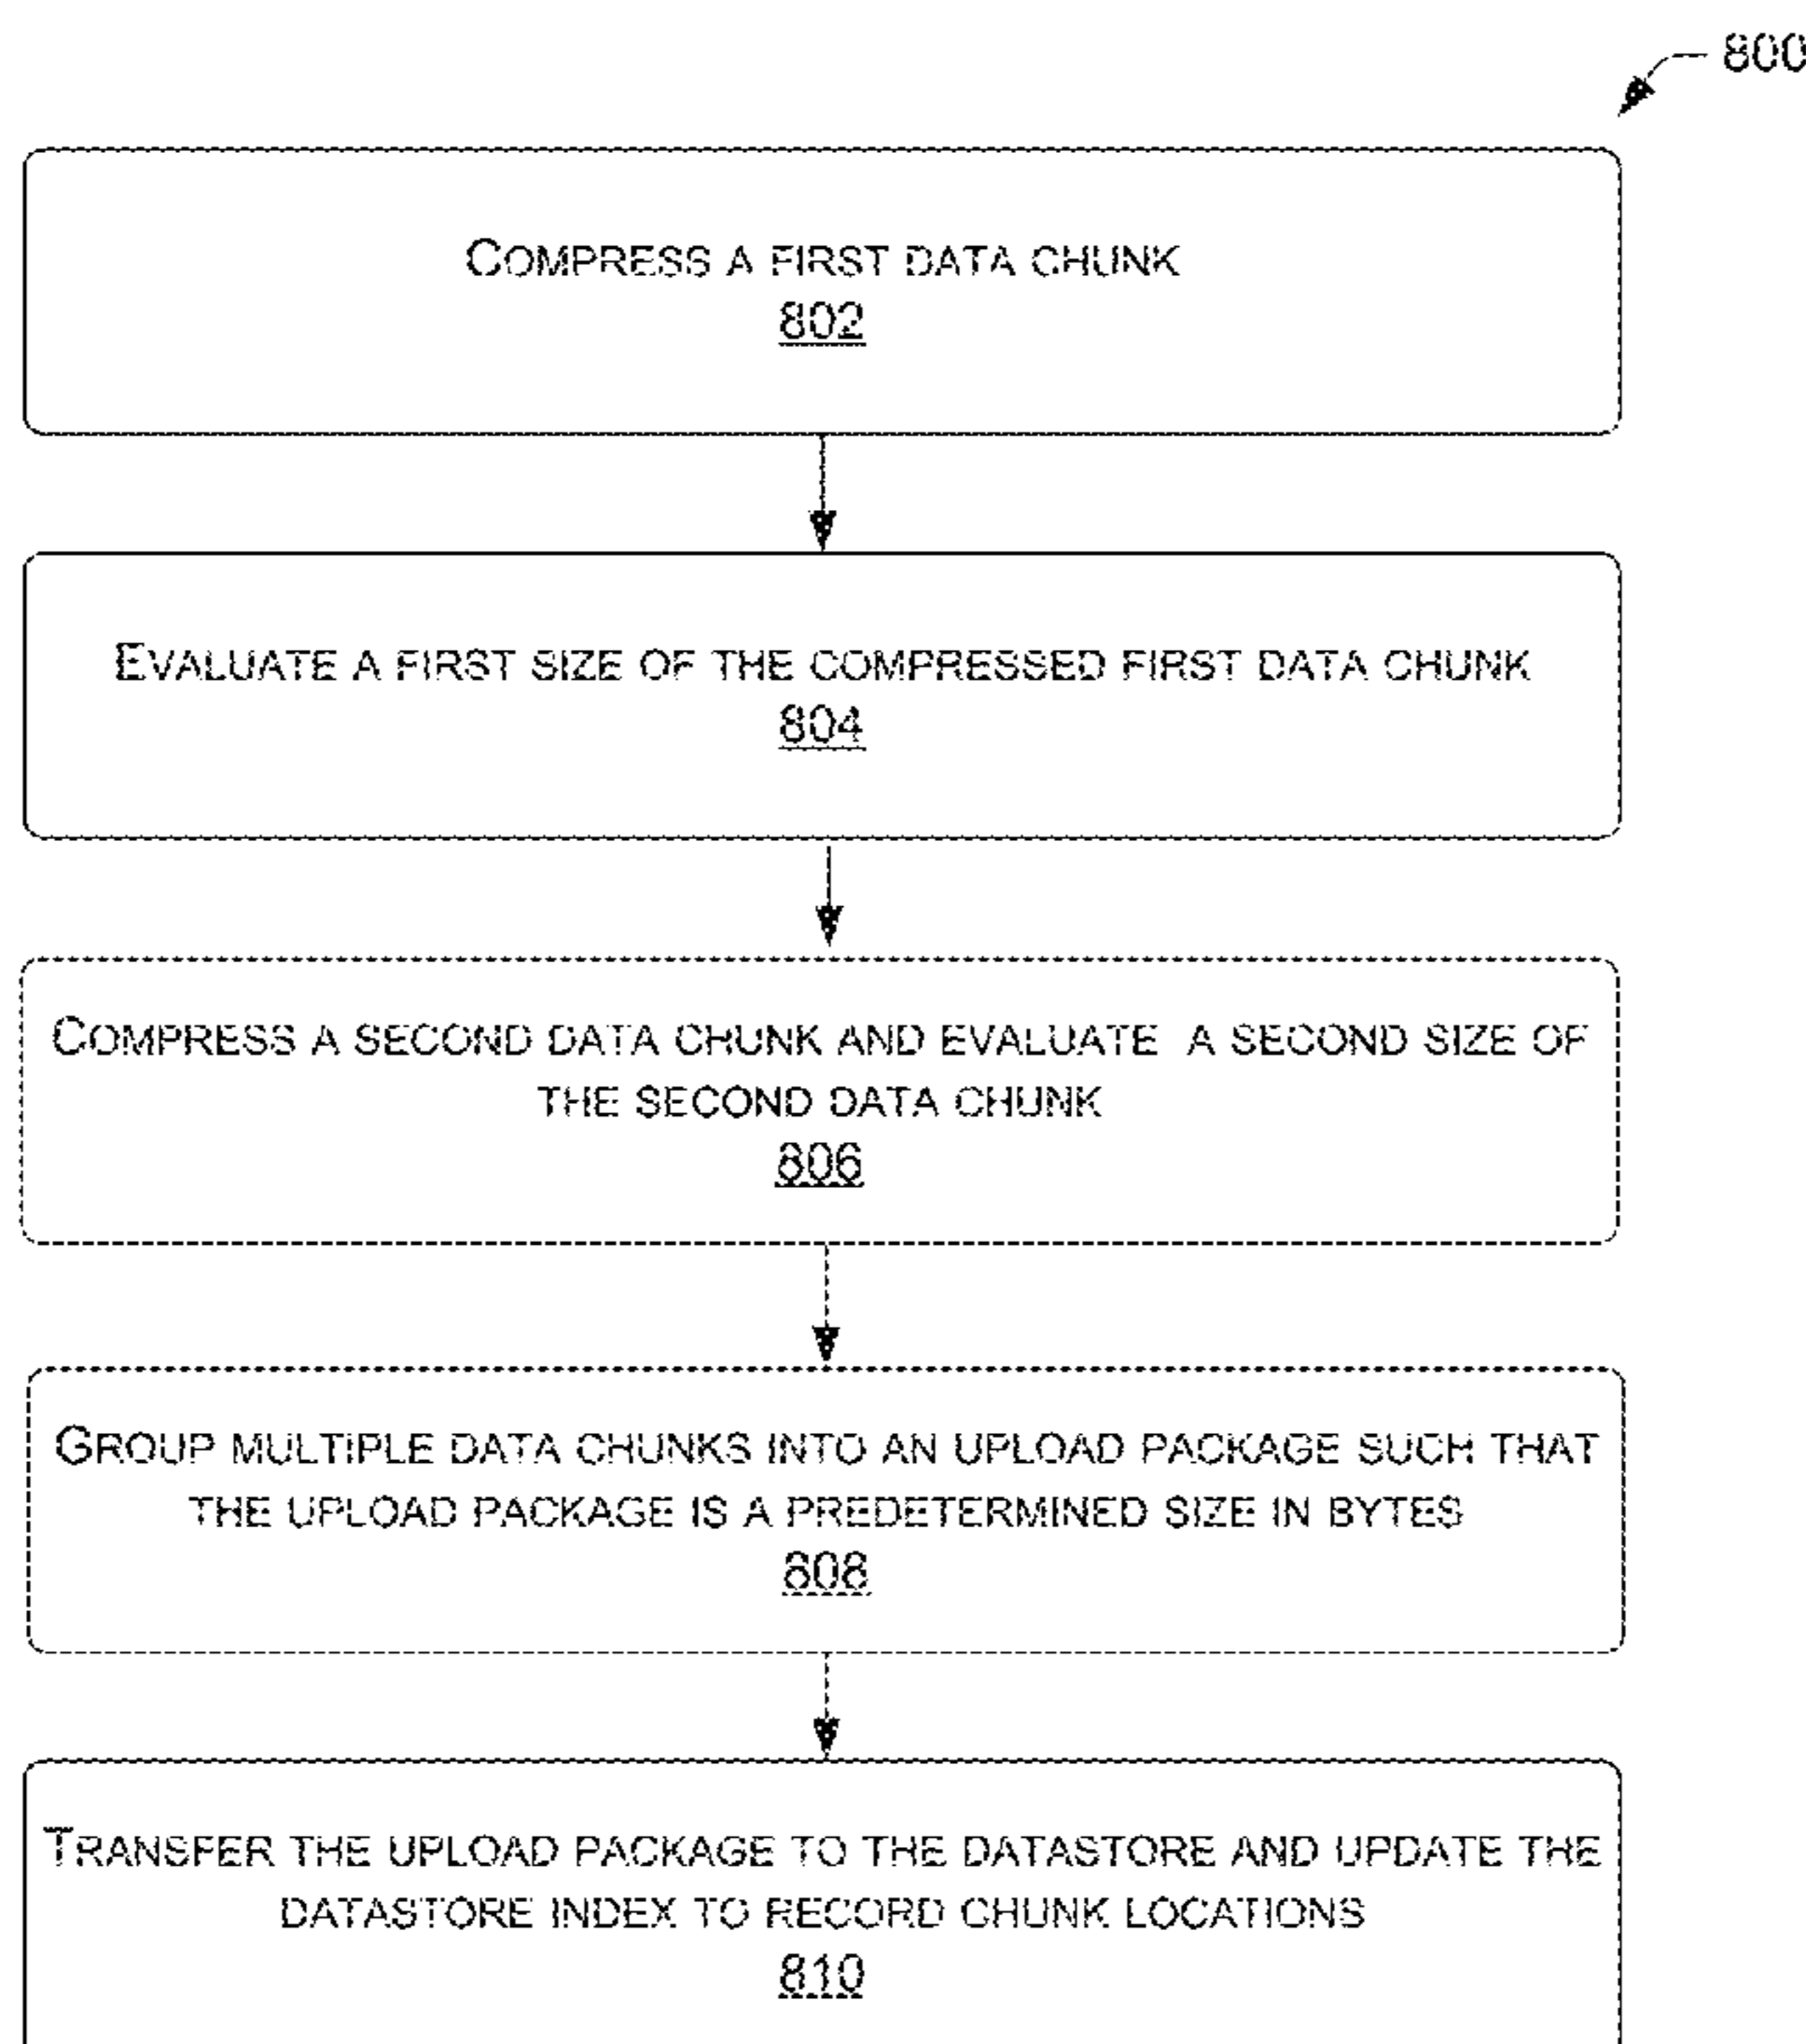 800
COMPRESS A FIRST DATA CHUNK
802
EVALUATE A FIRST SIZE OF THE COMPRESSED FIRST DATA CHUNK
804
COMPRESS A SECOND DATA CHUNK AND EVALUATE A SECOND SIZE OF
THE SECOND DATA CHUNK
806
GROUP MULTIPLE DATA CHUNKS INTO AN UPLOAD PACKAGE SUCH THAT
THE UPLOAD PACKAGE IS A PREDETERMINED SIZE IN BYTES
808
TRANSFER THE UPLOAD PACKAGE TO THE DATASTORE AND UPDATE THE
DATASTORE INDEX TO RECORD CHUNK LOCATIONS
810